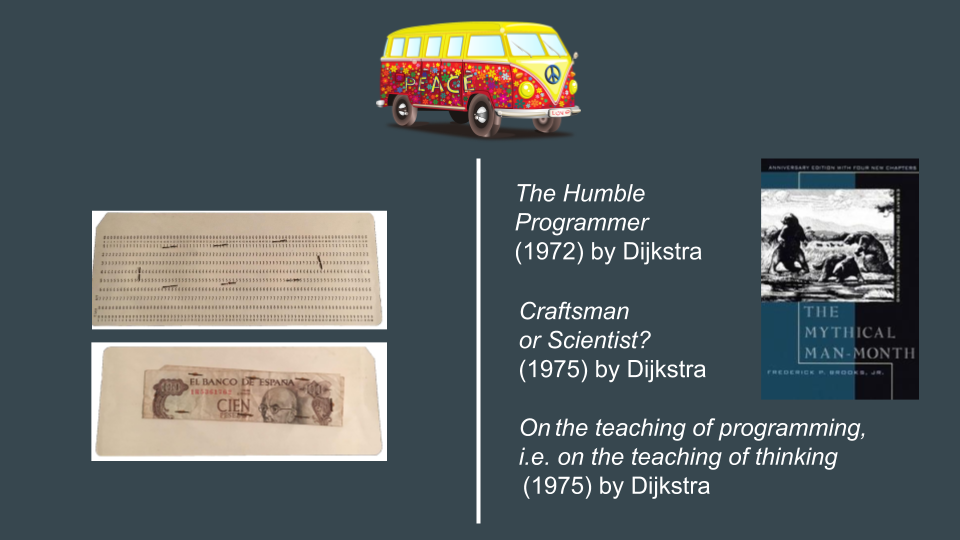 PEACE
EL BANCO DE ESPAÑA
CIEN
The Humble
Programmer
(1972) by Dijkstra
Craftsman
or Scientist?
(1975) by Dijkstra
On the teaching of programming,
i.e. on the teaching of thinking
(1975) by Dijkstra
ANNIVERSARY EDITION WITH FOUR NEW CHAPTERS
ESSAYS ON SOFTWARE ENGINEERING
THE
MYTHICAL
MAN-MONTH
FREDERICK P. BROOKS, JR.